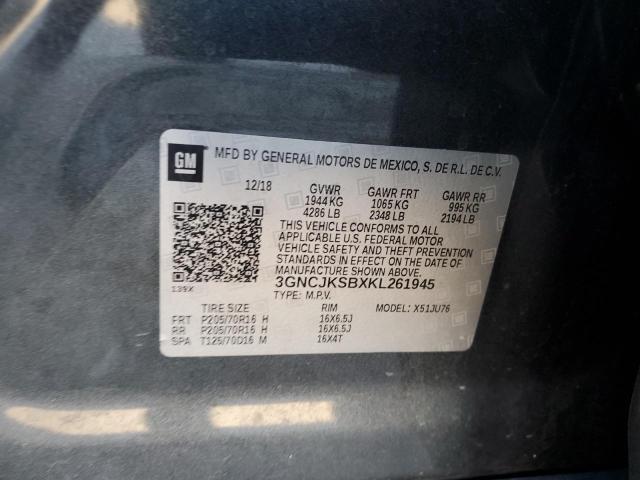 GM
MFD BY GENERAL MOTORS DE MEXICO, S. DE R.L. DE C.V.
12/18 GVWR GAWR FRT GAWR RR
1944 KG 1065 KG 995 KG
4286 LB 2348 LB 2194 LB
THIS VEHICLE CONFORMS TO ALL
APPLICABLE U.S. FEDERAL MOTOR
VEHICLE SAFETY AND THEFT PREVENTION
STANDARDS IN EFFECT ON THE DATE OF
MANUFACTURE SHOWN ABOVE.
139X 3GNCJKSBXKL261945
TYPE: M.P.V. MODEL: X51JU76
TIRE SIZE RIM
FRT P205/70R16 H 16X6.5J
RR P205/70R16 H 16X6.5J
SPA T125/70D16 M 16X4T